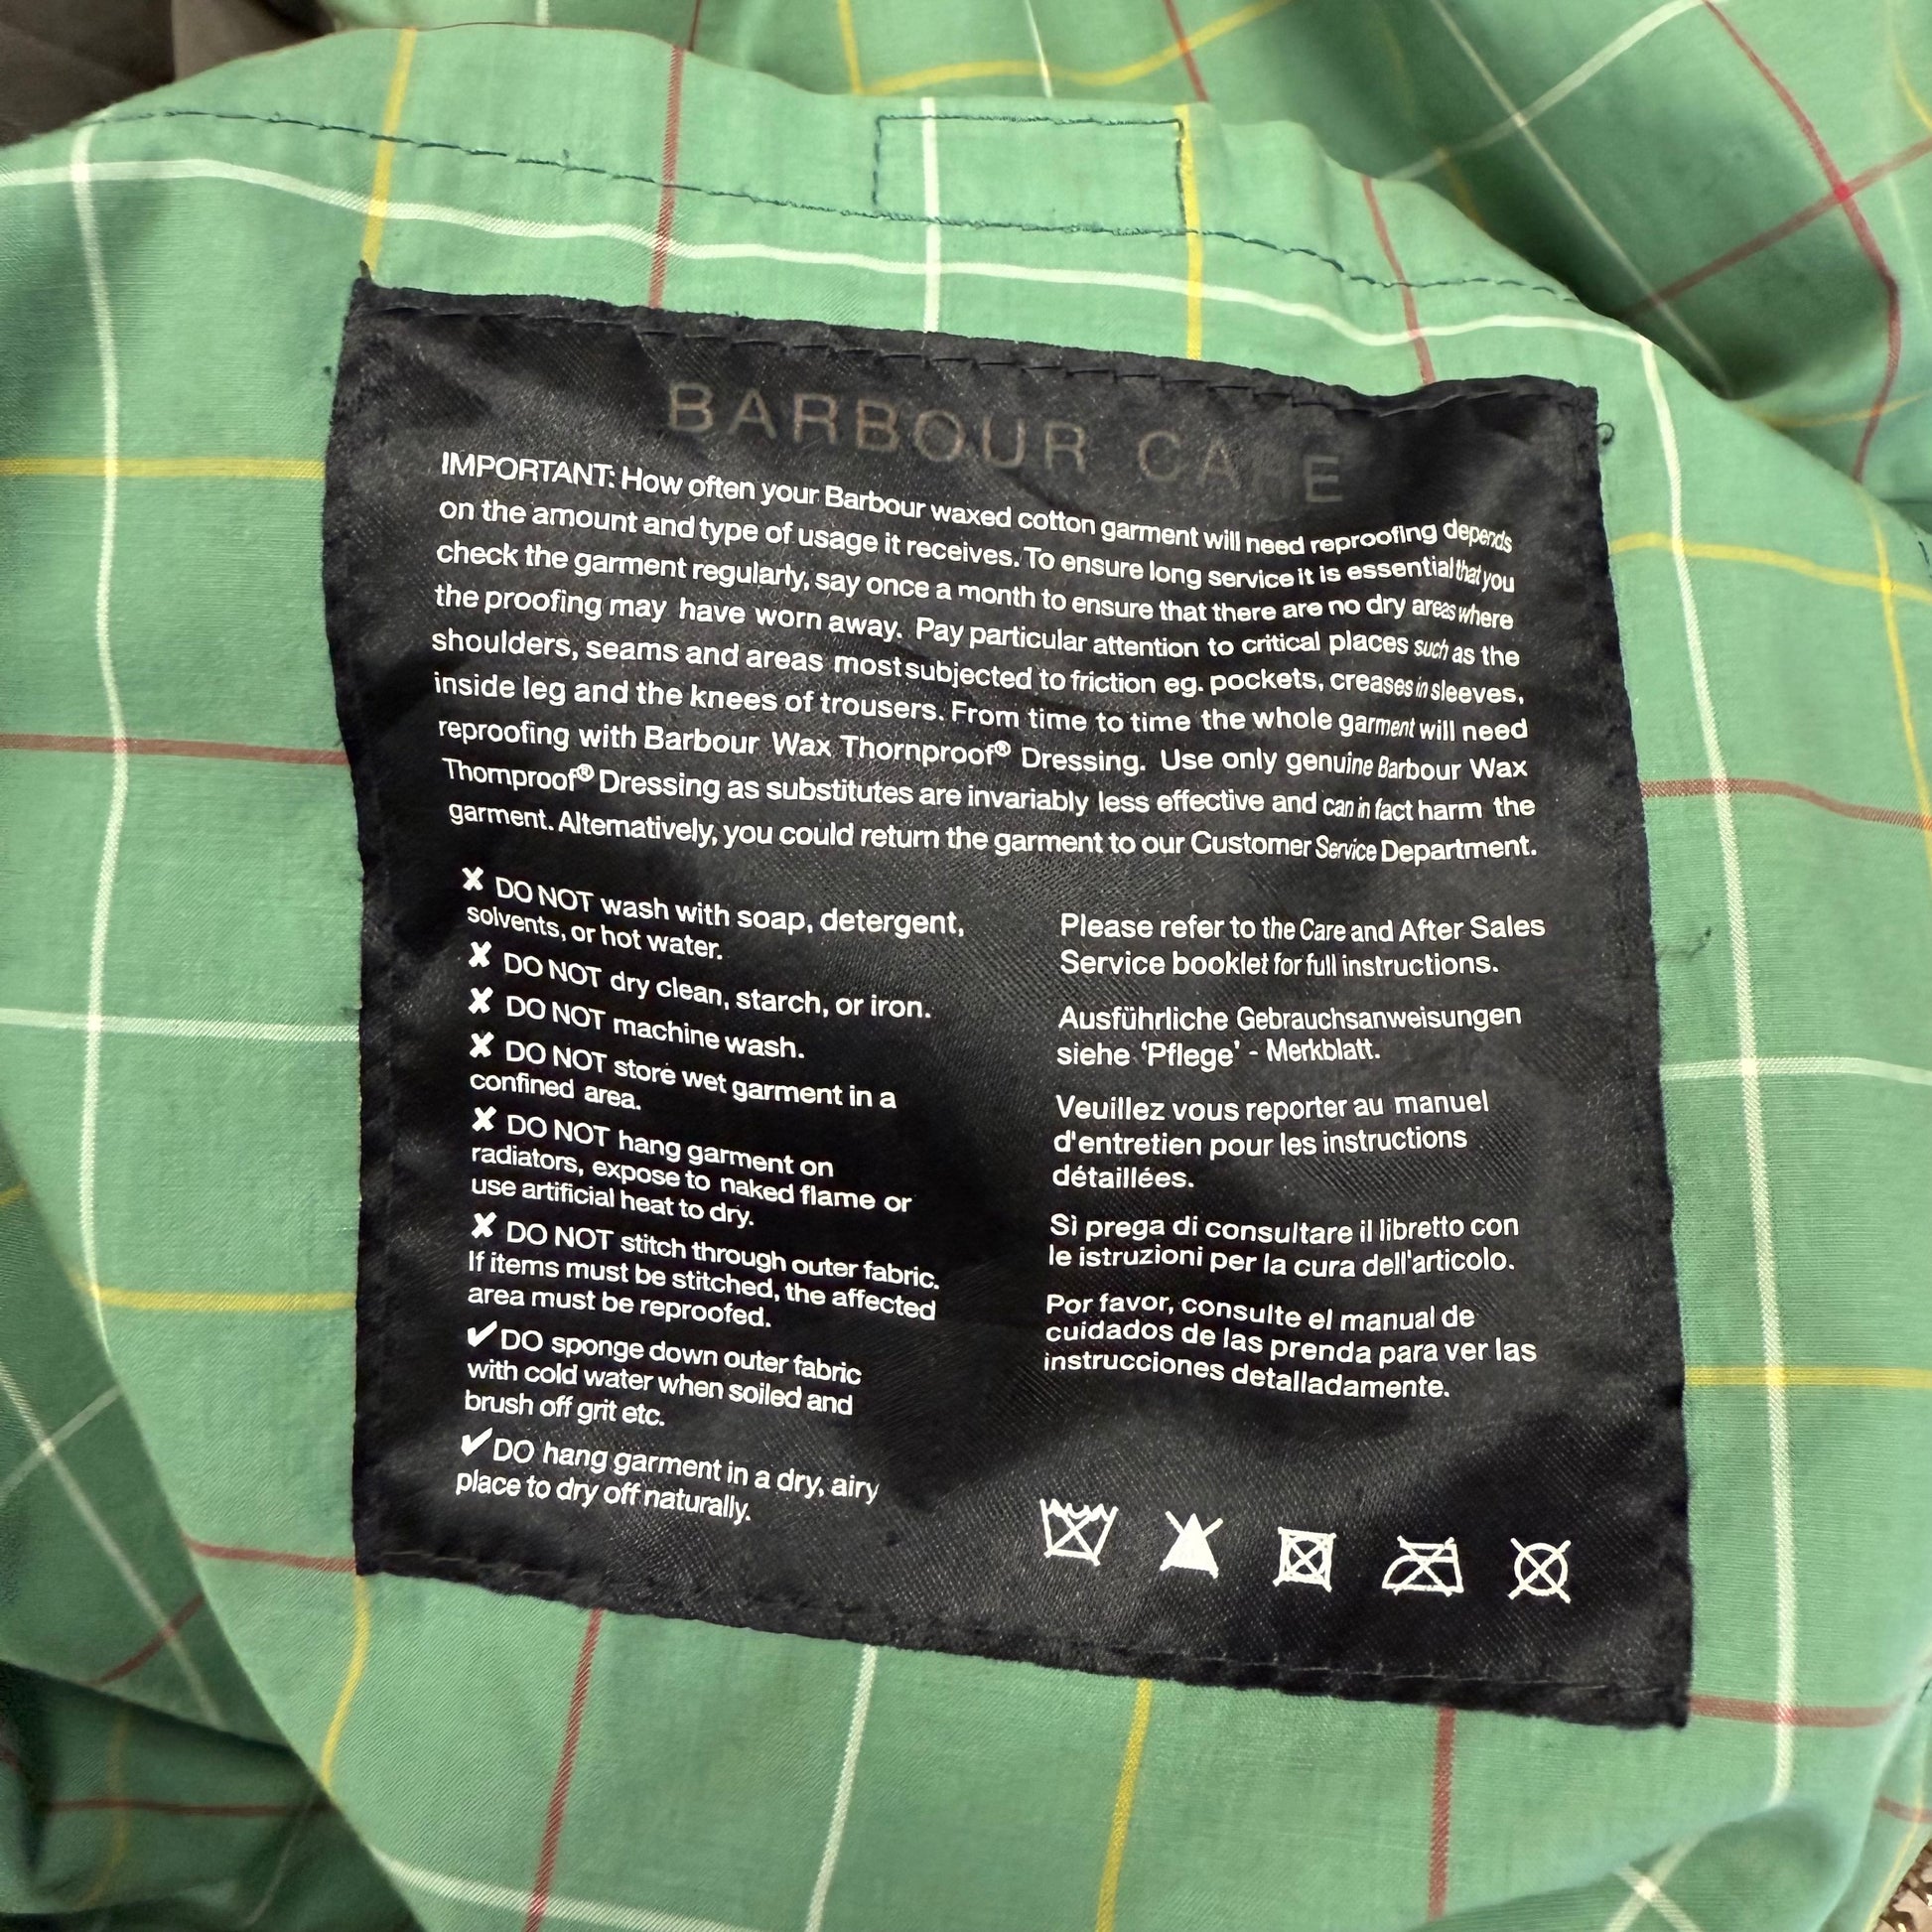 BARBOUR CARE
IMPORTANT: How often your Barbour waxed cotton garment will need reproofing depends
on the amount and type of usage it receives. To ensure long service it is essential that you
check the garment regularly, say once a month to ensure that there are no dry areas where
the proofing may have worn away. Pay particular attention to critical places such as the
shoulders, seams and areas most subjected to friction eg. pockets, creases in sleeves,
inside leg and the knees of trousers. From time to time the whole garment will need
reproofing with Barbour Wax Thornproof® Dressing. Use only genuine Barbour Wax
Thornproof® Dressing as substitutes are invariably less effective and can in fact harm the
garment. Alternatively, you could return the garment to our Customer Service Department.
✘ DO NOT wash with soap, detergent,
solvents, or hot water.
✘ DO NOT dry clean, starch, or iron.
✘ DO NOT machine wash.
✘ DO NOT store wet garment in a
confined area.
✘ DO NOT hang garment on
radiators, expose to naked flame or
use artificial heat to dry.
✘ DO NOT stitch through outer fabric.
If items must be stitched, the affected
area must be reproofed.
✔ DO sponge down outer fabric
with cold water when soiled and
brush off grit etc.
✔ DO hang garment in a dry, airy
place to dry off naturally.
Please refer to the Care and After Sales
Service booklet for full instructions.
Ausführliche Gebrauchsanweisungen
siehe 'Pflege' - Merkblatt.
Veuillez vous reporter au manuel
d'entretien pour les instructions
détaillées.
Sì prega di consultare il libretto con
le istruzioni per la cura dell'articolo.
Por favor, consulte el manual de
cuidados de las prenda para ver las
instrucciones detalladamente.